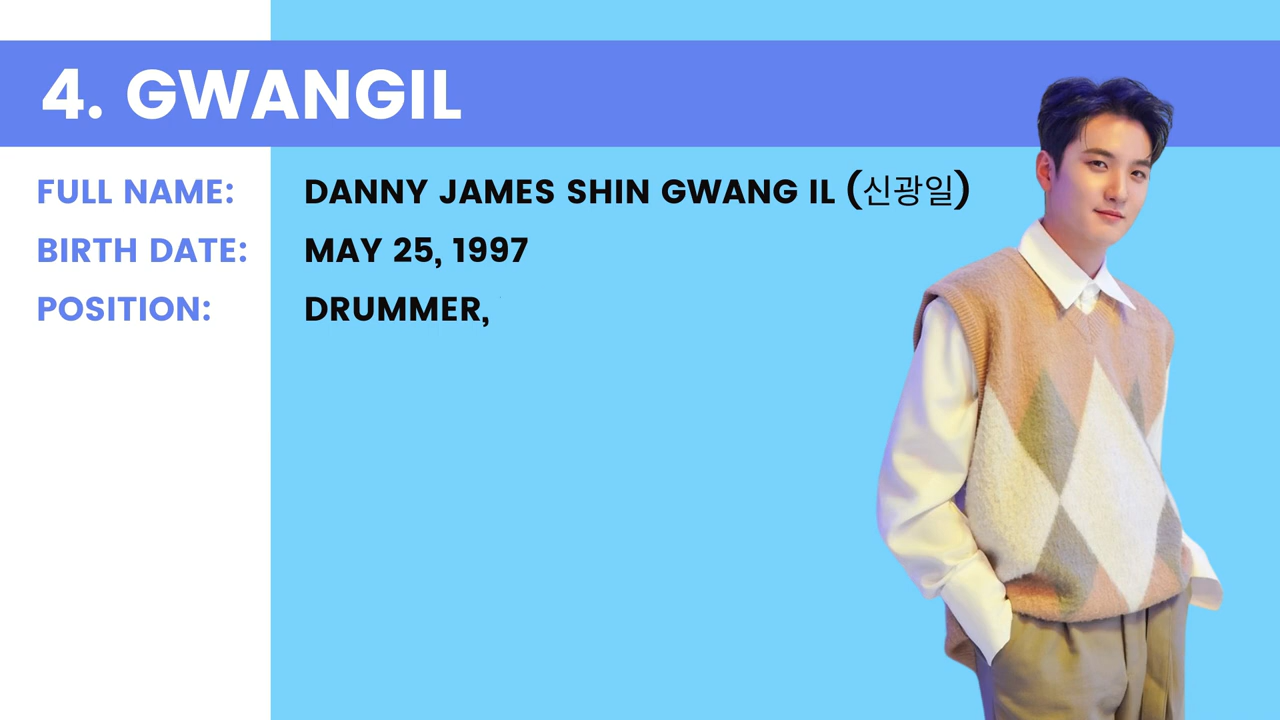 4. GWANGIL
FULL NAME: DANNY JAMES SHIN GWANG IL (신광일)
BIRTH DATE: MAY 25, 1997
POSITION: DRUMMER,